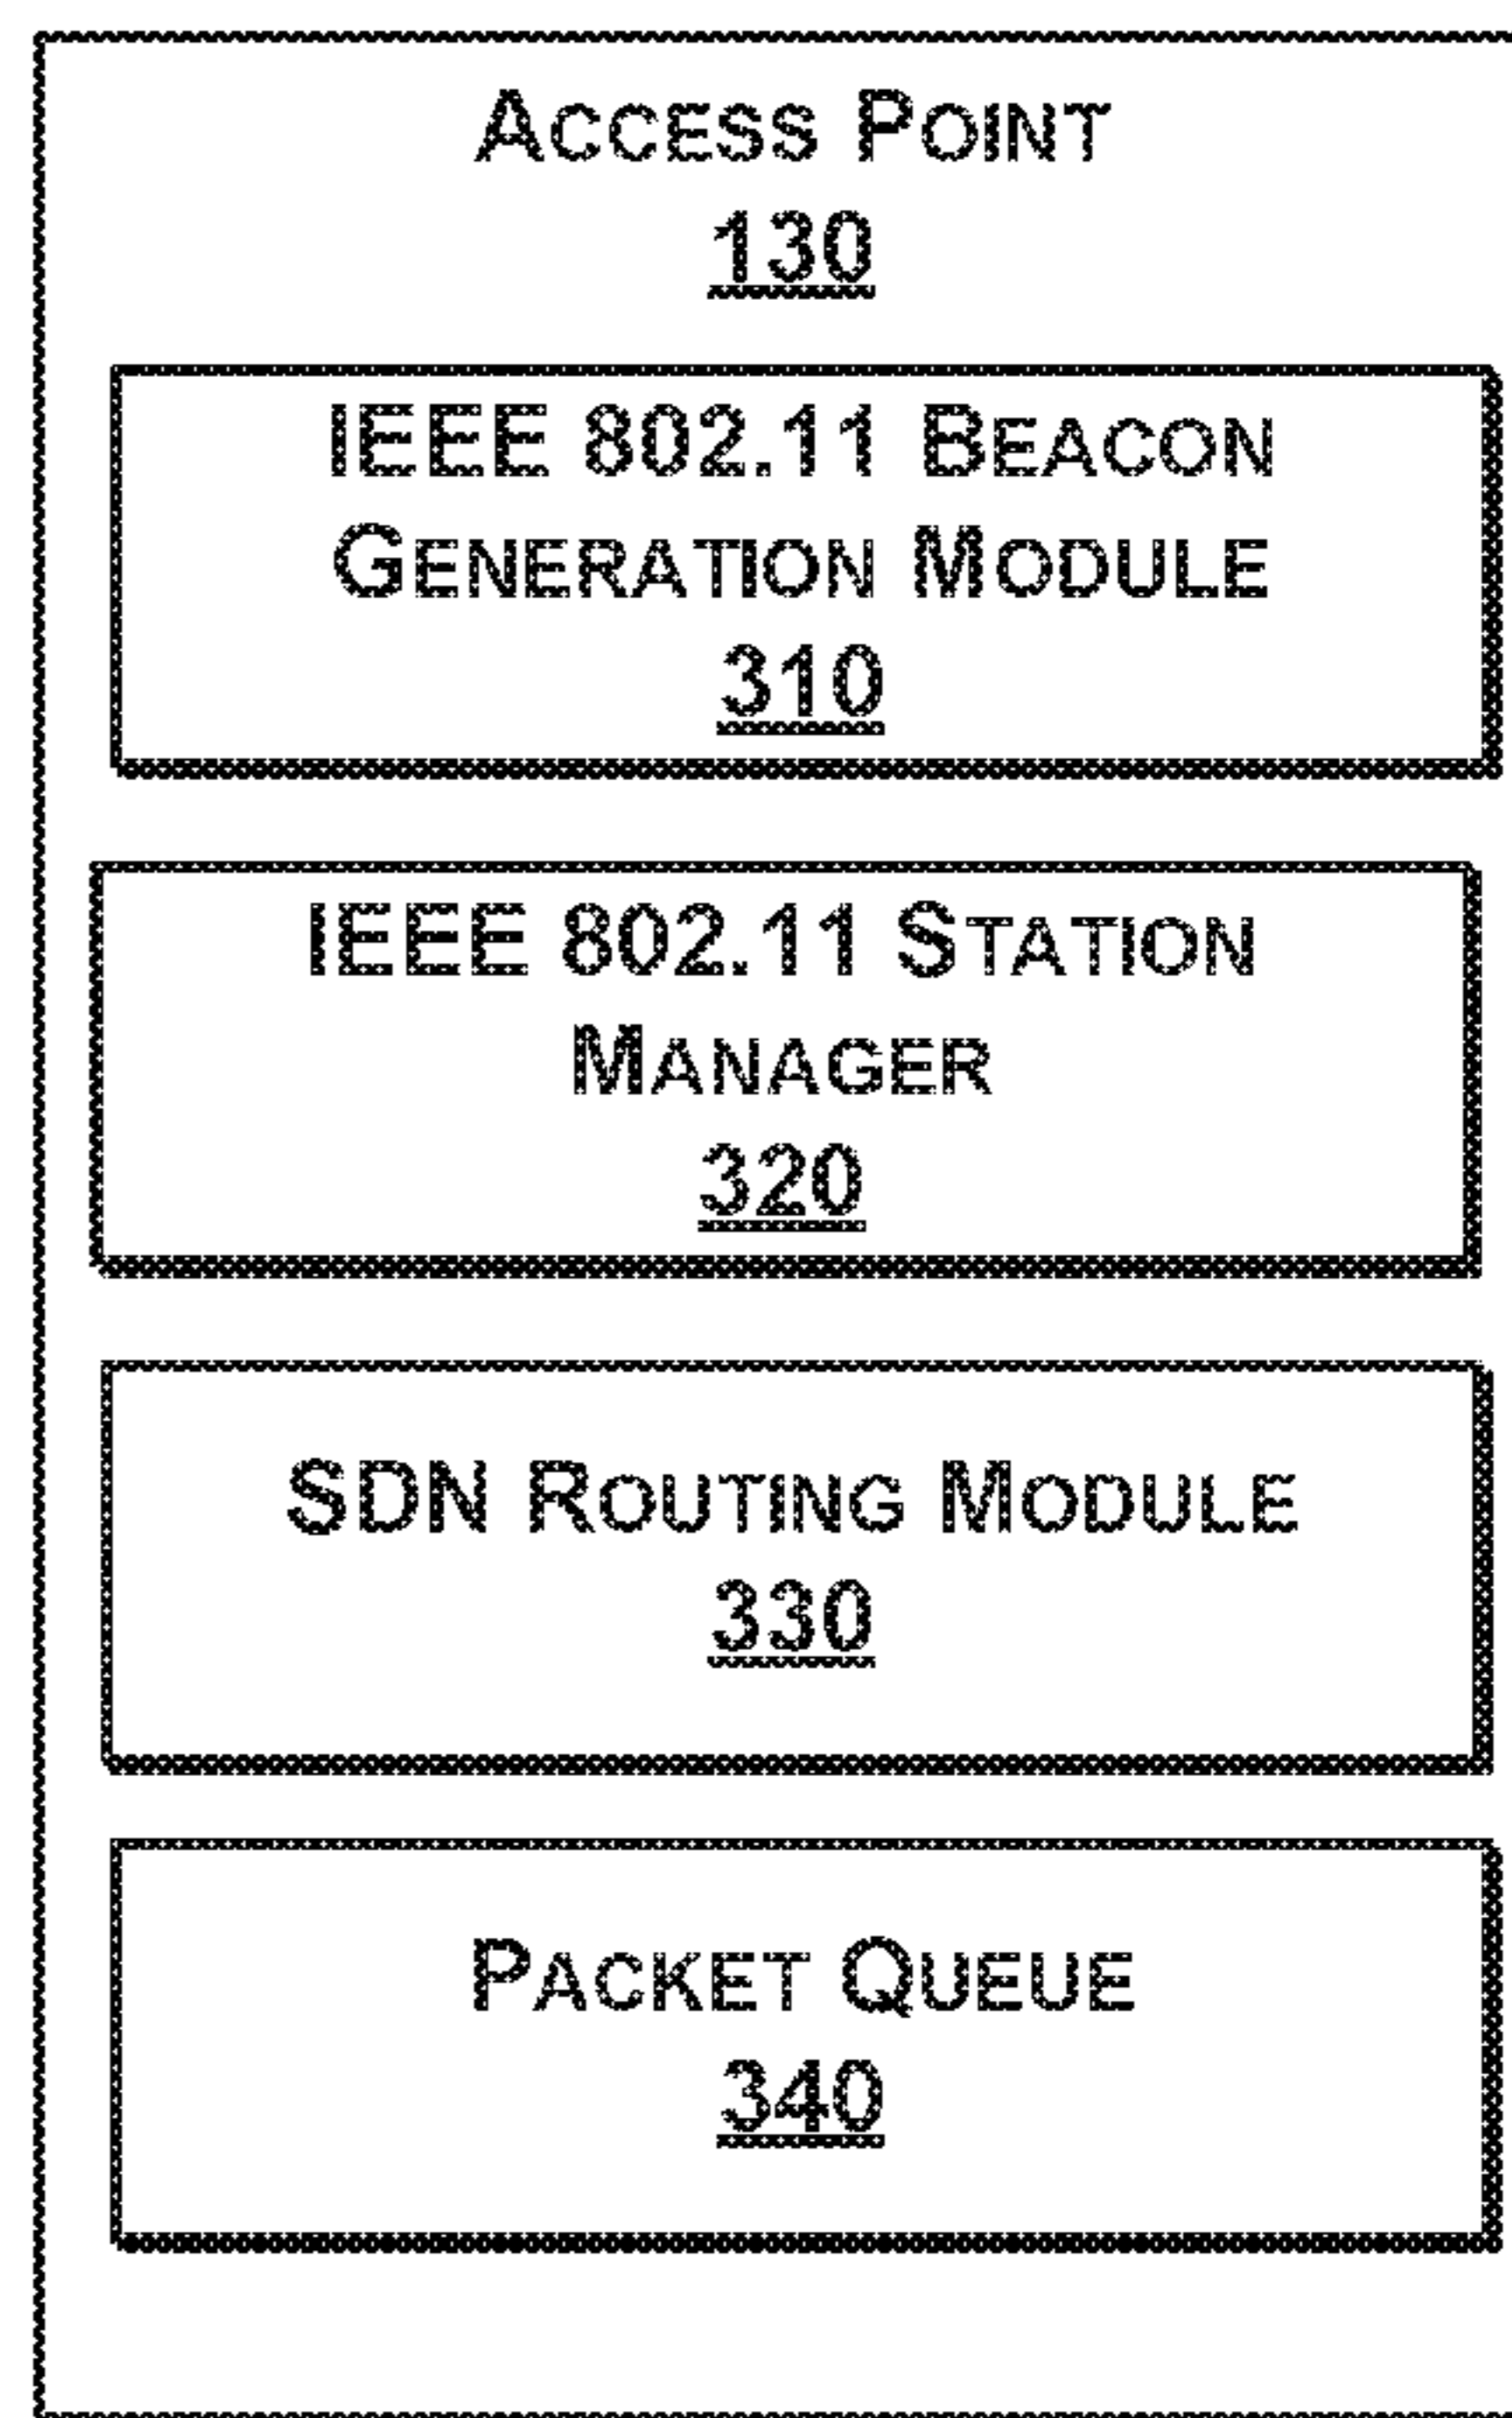 ACCESS POINT
130
IEEE 802.11 BEACON
GENERATION MODULE
310
IEEE 802.11 STATION
MANAGER
320
SDN ROUTING MODULE
330
PACKET QUEUE
340